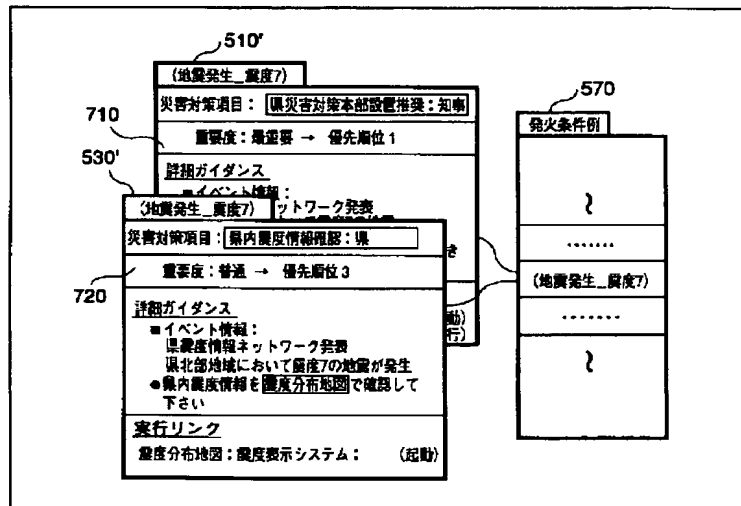 510'
(地震発生_震度7)
災害対策項目： 県災害対策本部設置推奨：知事
710
重要度：最重要 → 優先順位1
詳細ガイダンス
■イベント情報：
ットワーク発表
530'
(地震発生_震度7)
災害対策項目： 県内震度情報確認：県
720
重要度：普通 → 優先順位3
詳細ガイダンス
■イベント情報：
県震度情報ネットワーク発表
県北部地域において震度7の地震が発生
●県内震度情報を震度分布地図で確認して
下さい
実行リンク
震度分布地図：震度表示システム： (起動)
き
動)
行)
570
発火条件例
.......
(地震発生_震度7)
.......